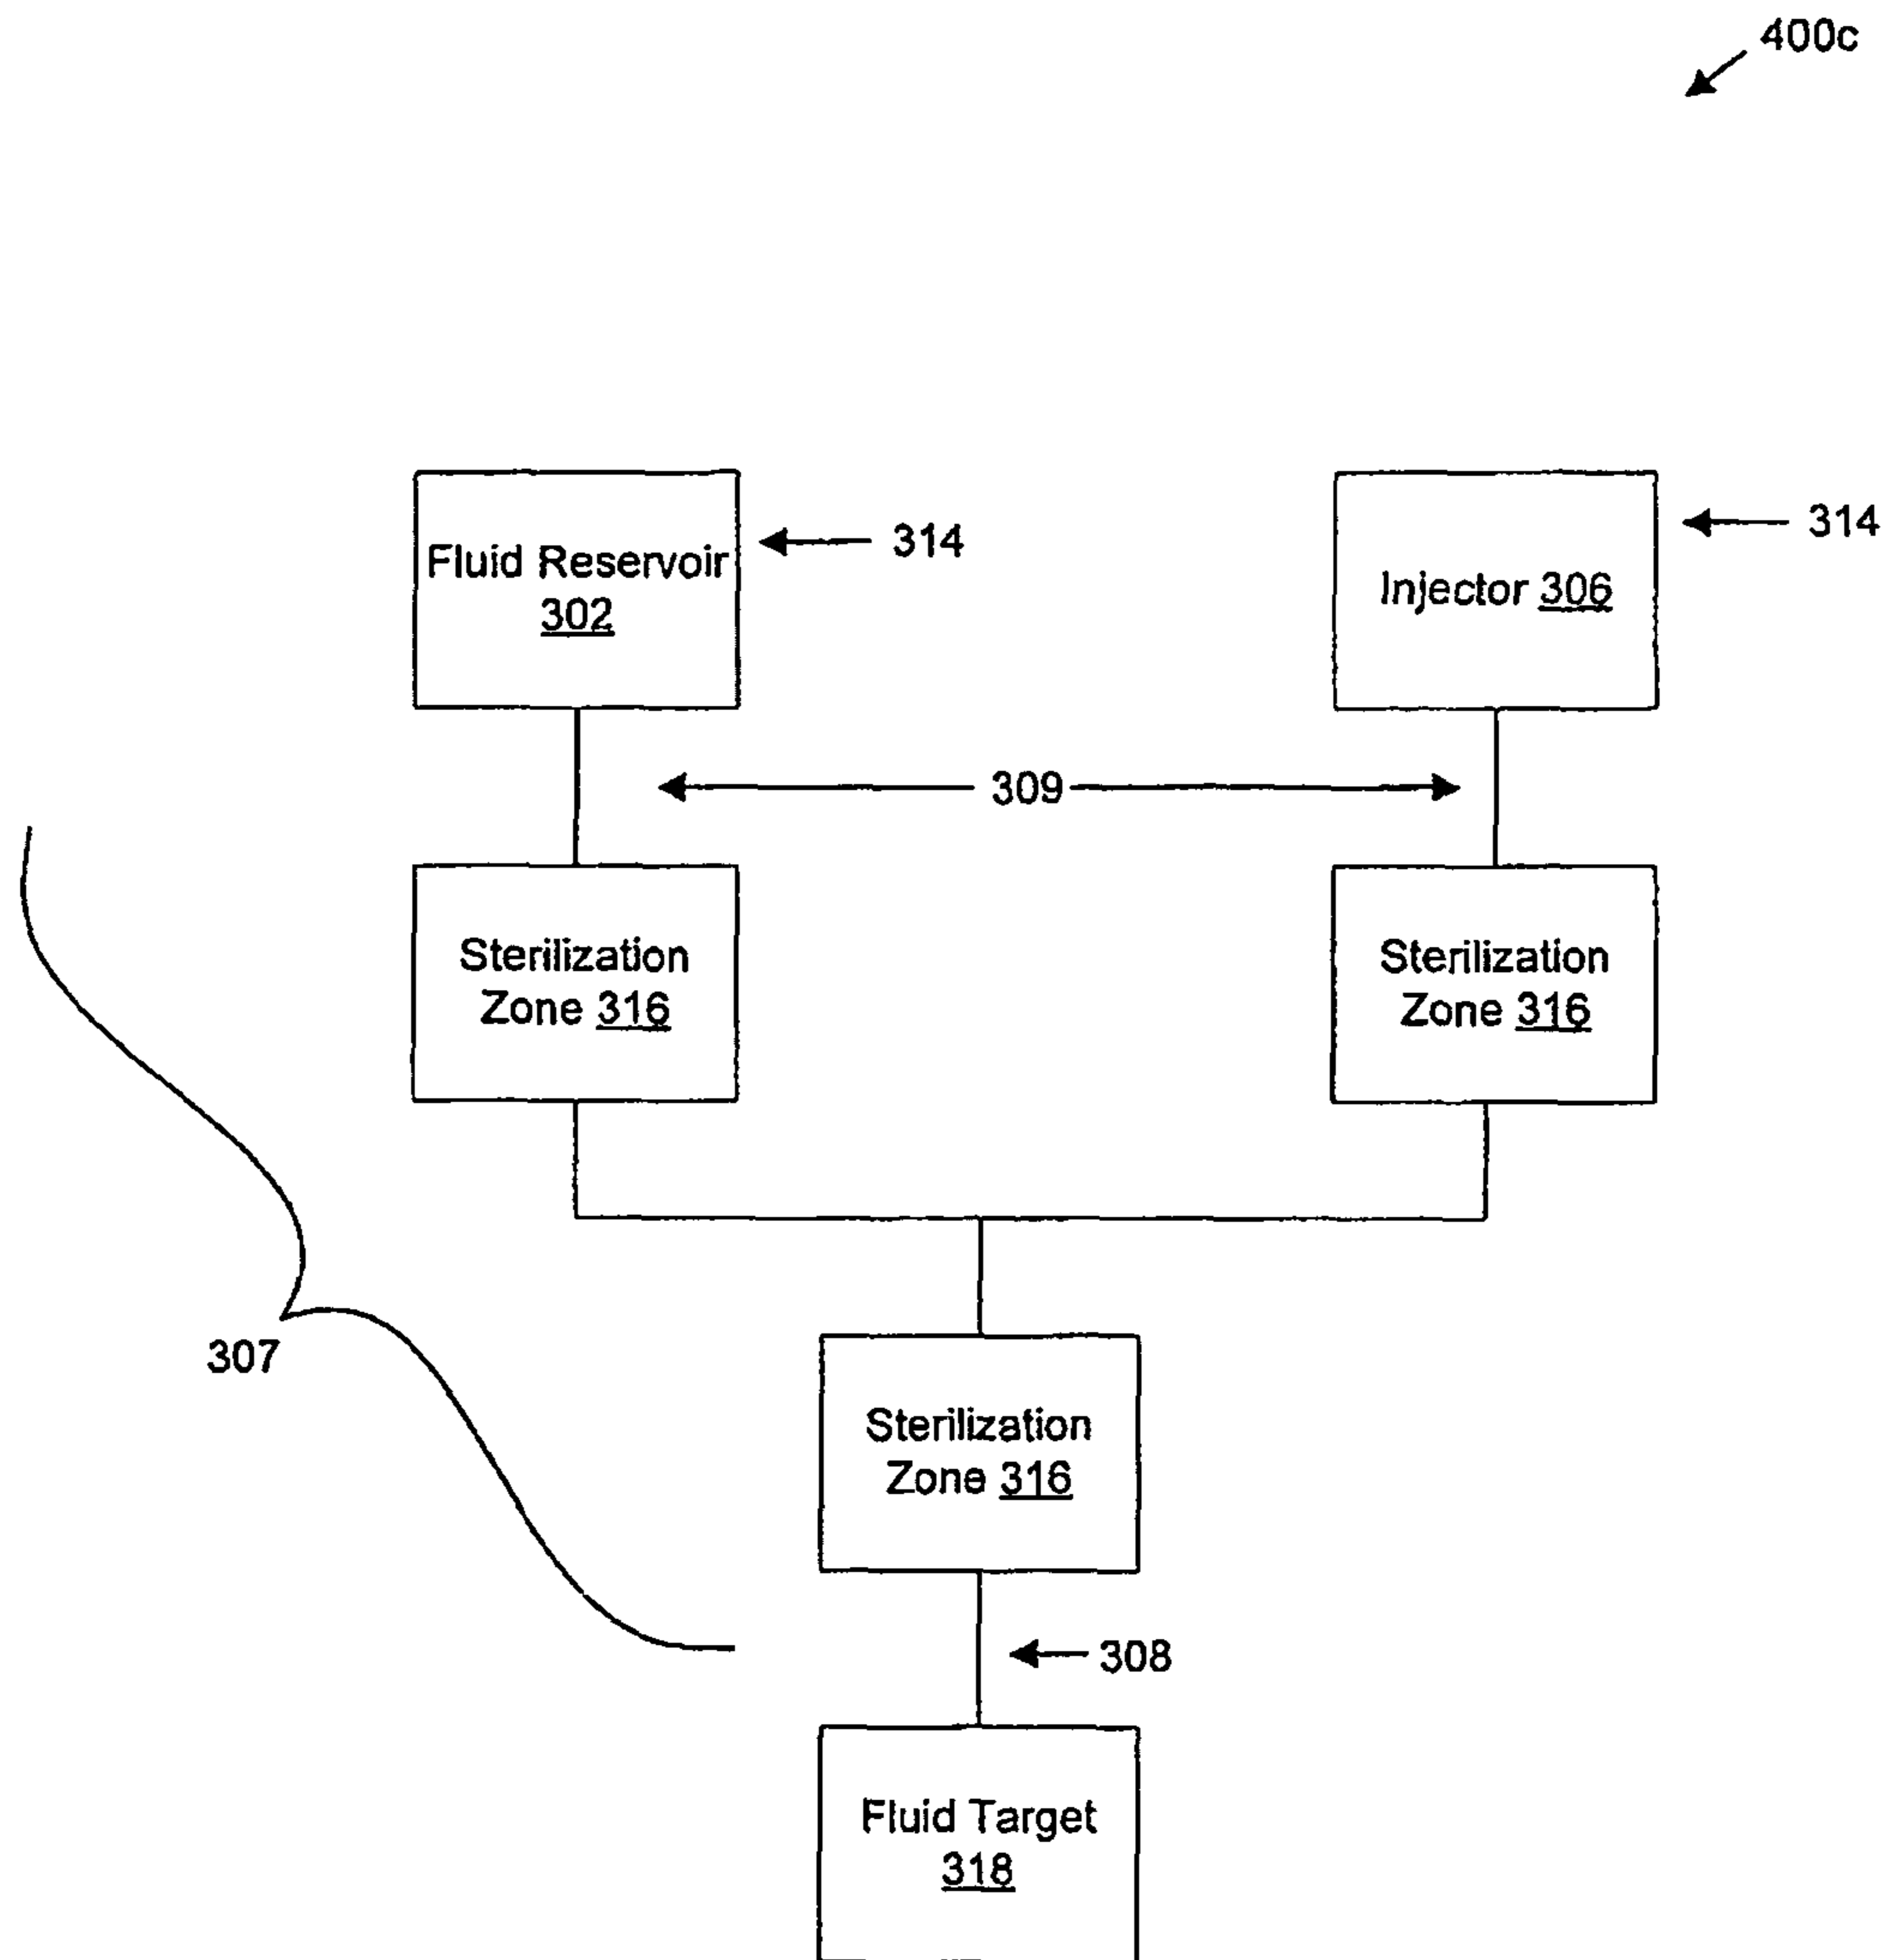 400c
Fluid Reservoir
302
314
Injector 306
314
309
Sterilization
Zone 316
Sterilization
Zone 316
307
Sterilization
Zone 316
308
Fluid Target
318